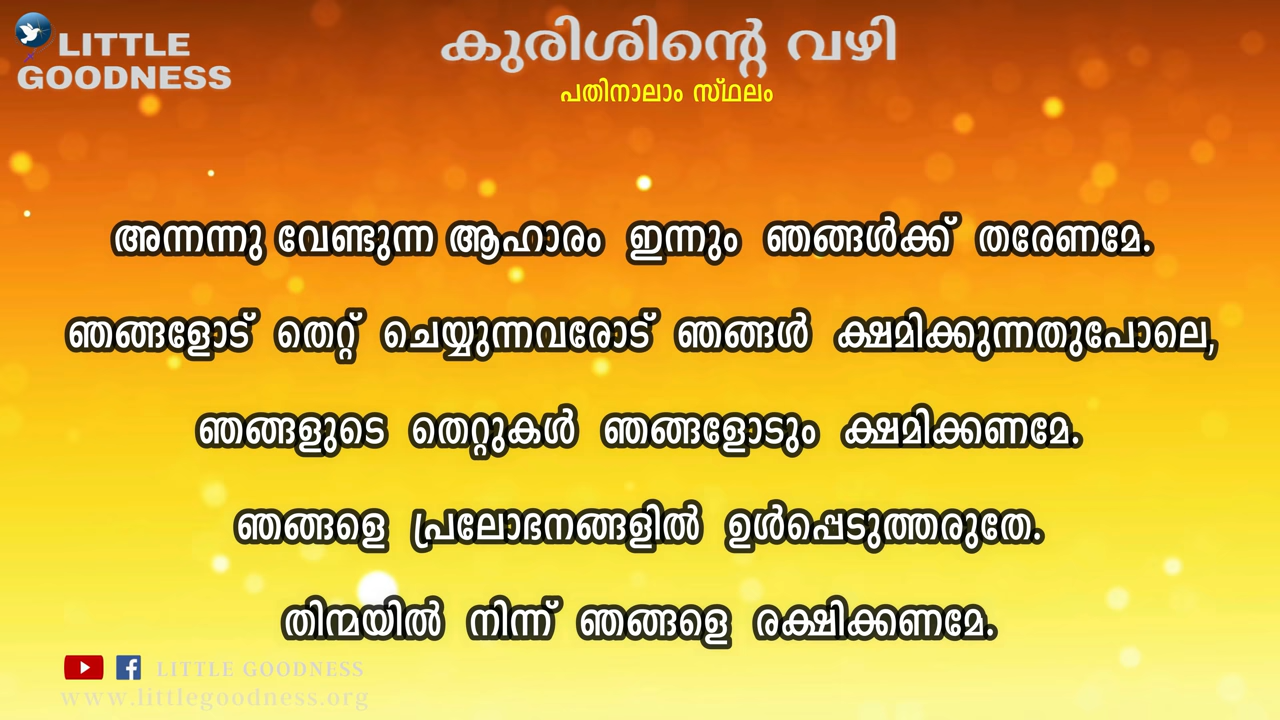 LITTLE
GOODNESS
കുരിശിന്റെ വഴി
പതിനാലാം സ്ഥലം
അന്നന്നു വേണ്ടുന്ന ആഹാരം ഇന്നും ഞങ്ങൾക്ക് തരേണമേ.
ഞങ്ങളോട് തെറ്റ് ചെയ്യുന്നവരോട് ഞങ്ങൾ ക്ഷമിക്കുന്നതുപോലെ,
ഞങ്ങളുടെ തെറ്റുകൾ ഞങ്ങളോടും ക്ഷമിക്കണമേ.
ഞങ്ങളെ പ്രലോഭനങ്ങളിൽ ഉൾപ്പെടുത്തരുതേ.
തിന്മയിൽ നിന്ന് ഞങ്ങളെ രക്ഷിക്കണമേ.
LITTLE GOODNESS
www.littlegoodness.org